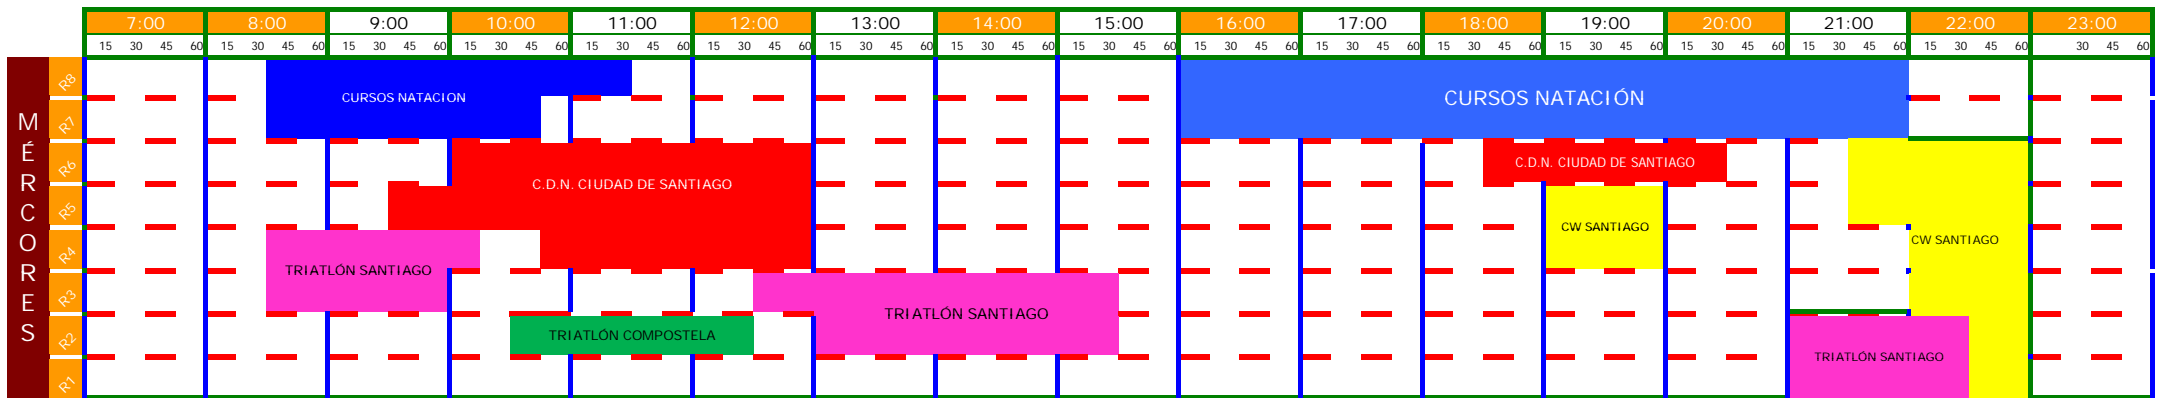 7:00 8:00 9:00 10:00 11:00 12:00 13:00 14:00 15:00 16:00 17:00 18:00 19:00 20:00 21:00 22:00 23:00
15 30 45 60 15 30 45 60 15 30 45 60 15 30 45 60 15 30 45 60 15 30 45 60 15 30 45 60 15 30 45 60 15 30 45 60 15 30 45 60 15 30 45 60 15 30 45 60 15 30 45 60 15 30 45 60 15 30 45 60 15 30 45 60 30 45 60
MÉRCORES
R8
CURSOS NATACION
CURSOS NATACIÓN
R7
R6
C.D.N. CIUDAD DE SANTIAGO
C.D.N. CIUDAD DE SANTIAGO
R5
CW SANTIAGO
CW SANTIAGO
R4
TRIATLÓN SANTIAGO
R3
TRIATLÓN SANTIAGO
R2
TRIATLÓN COMPOSTELA
TRIATLÓN SANTIAGO
R1